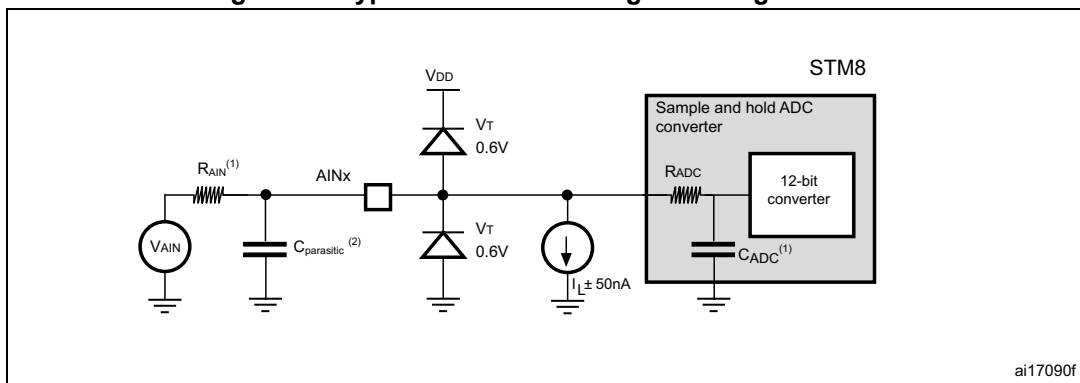 STM8
VDD
Sample and hold ADC
converter
VT
0.6V
RAIN(1)
AINx
RADC
12-bit
converter
VAIN
Cparasitic (2)
VT
0.6V
CADC(1)
IL± 50nA
ai17090f